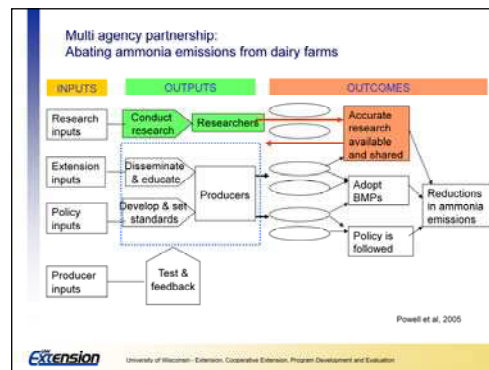 Multi agency partnership:
Abating ammonia emissions from dairy farms
INPUTS
OUTPUTS
OUTCOMES
Research
inputs
Conduct
research
Researchers
Accurate
research
available
and shared
Extension
inputs
Disseminate
& educate
Producers
Adopt
BMPs
Reductions
in ammonia
emissions
Policy
inputs
Develop & set
standards
Policy is
followed
Producer
inputs
Test &
feedback
Powell et al, 2005
Extension
University of Wisconsin - Extension, Cooperative Extension, Program Development and Evaluation